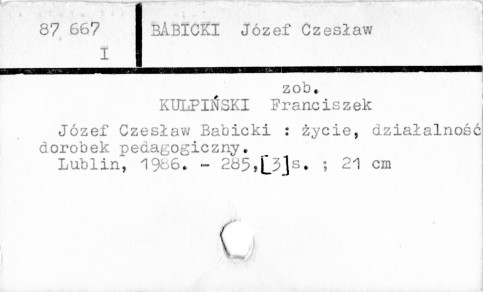 87 667 BABICKI Józef Czesław
I
zob.
KULPIŃSKI Franciszek
Józef Czesław Babicki : życie, działalność
dorobek pedagogiczny.
Lublin, 1986. - 285,[3]s. ; 21 cm